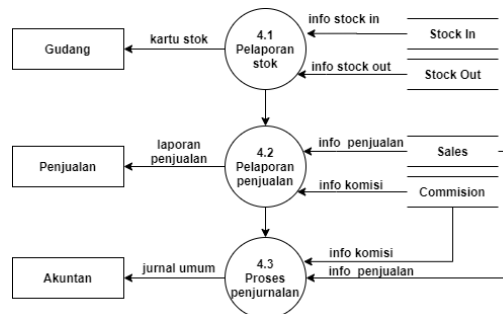 info stock in
4.1
Pelaporan
stok
kartu stok
Gudang
Stock In
info stock out
Stock Out
laporan
penjualan
4.2
Pelaporan
penjualan
info penjualan
Sales
Penjualan
info komisi
Commision
info komisi
4.3
Proses
penjurnalan
jurnal umum
info penjualan
Akuntan